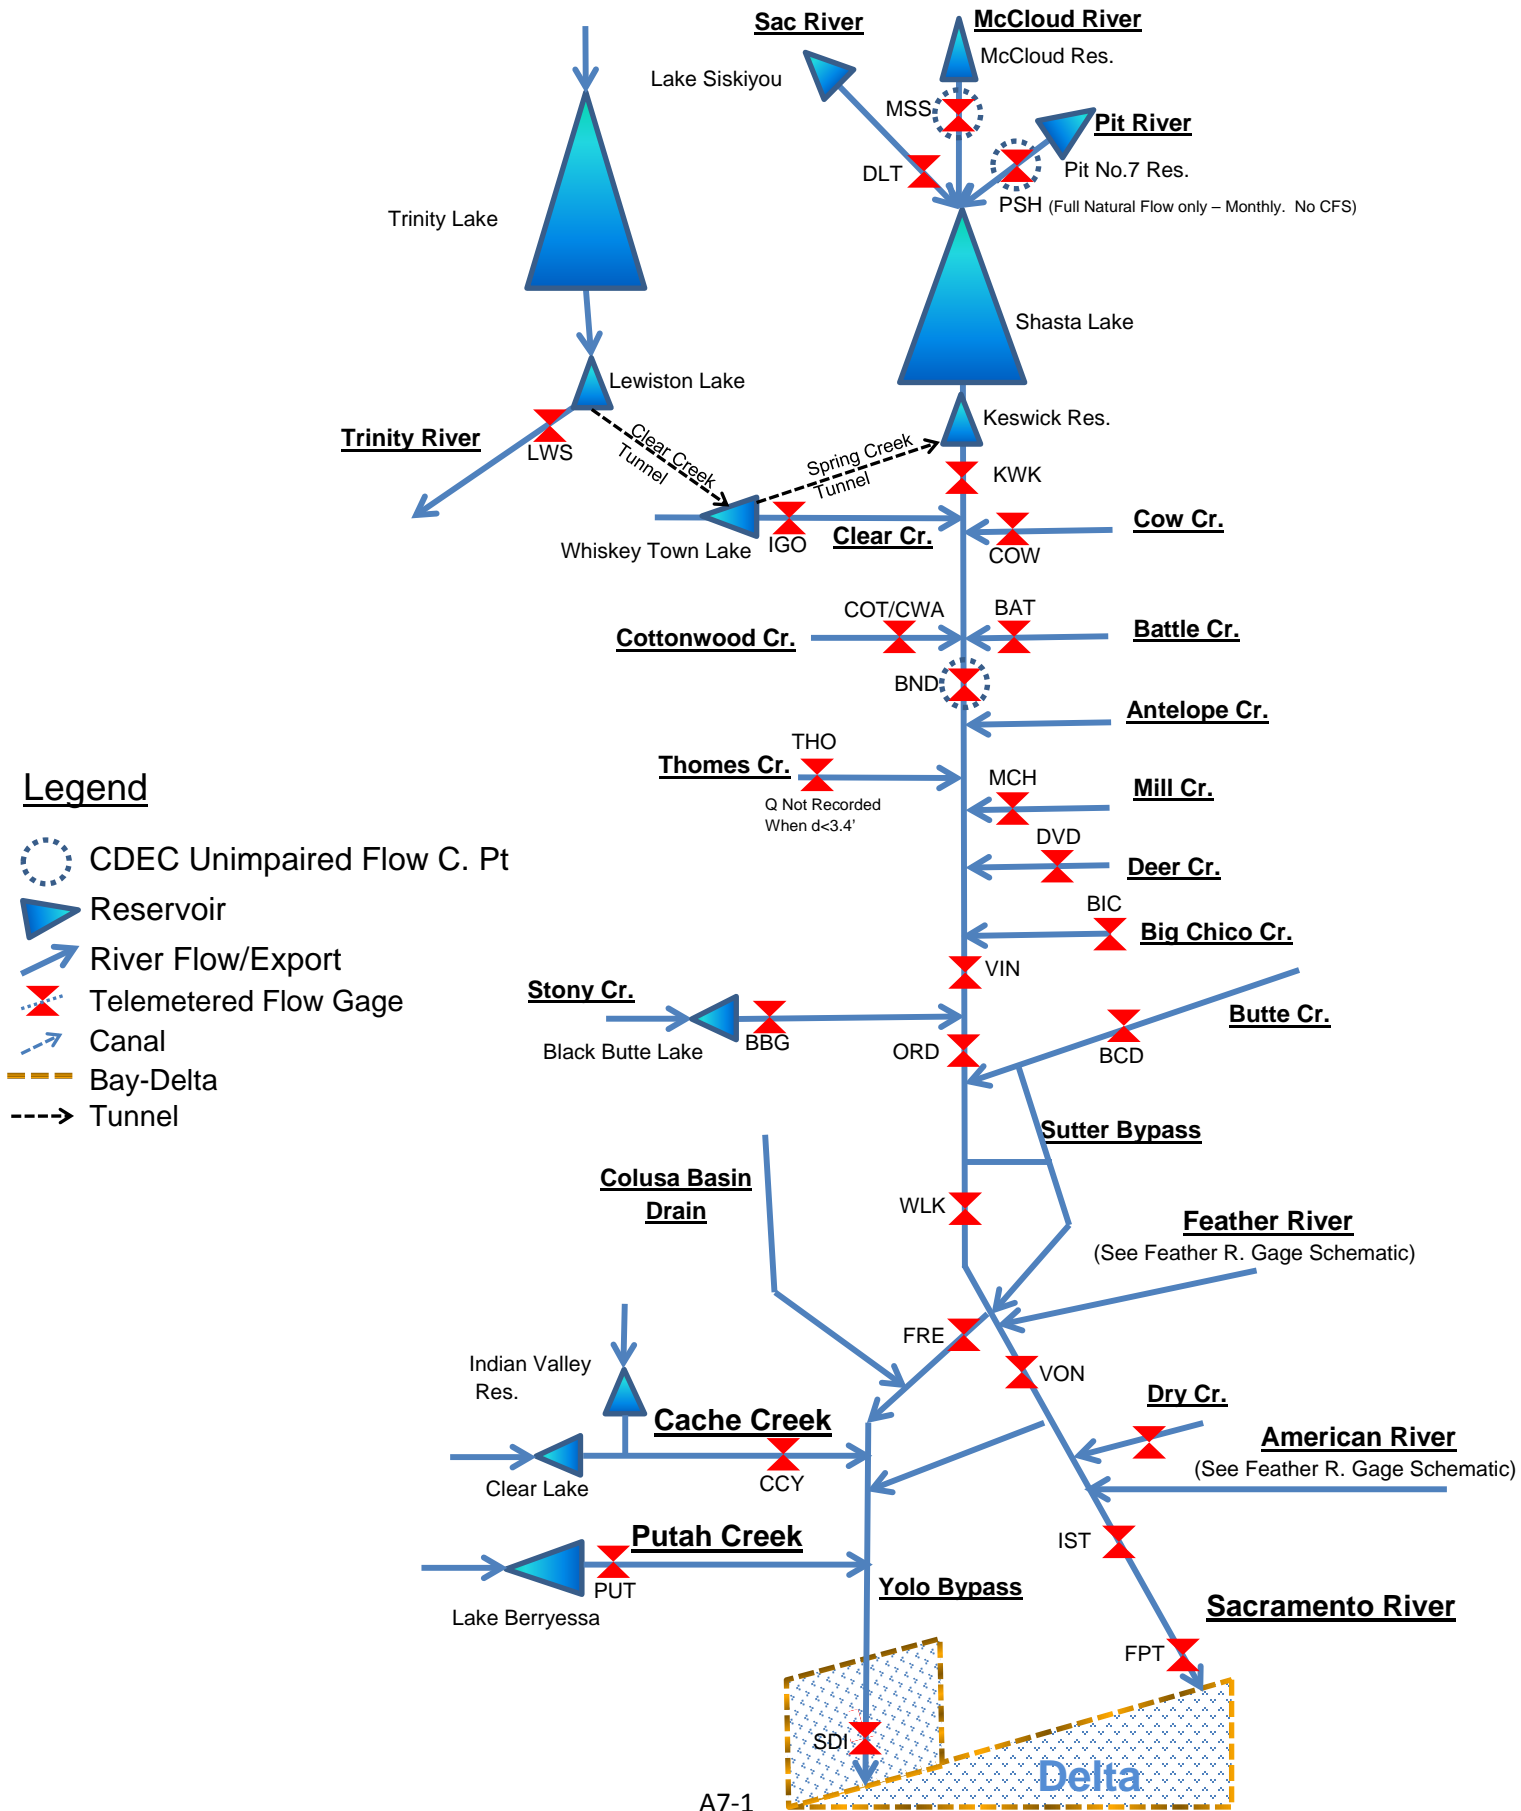 Sac River
McCloud River
McCloud Res.
Lake Siskiyou
MSS
Pit River
DLT
Pit No.7 Res.
PSH (Full Natural Flow only – Monthly. No CFS)
Trinity Lake
Shasta Lake
Lewiston Lake
Keswick Res.
Trinity River
LWS
Clear Creek
Tunnel
Spring Creek
Tunnel
KWK
Whiskey Town Lake
IGO
Clear Cr.
Cow Cr.
COW
COT/CWA
BAT
Cottonwood Cr.
Battle Cr.
BND
Antelope Cr.
THO
Thomes Cr.
Q Not Recorded
When d<3.4’
MCH
Mill Cr.
DVD
Deer Cr.
BIC
Big Chico Cr.
VIN
Stony Cr.
Black Butte Lake
BBG
ORD
Butte Cr.
BCD
Sutter Bypass
Colusa Basin
Drain
WLK
Feather River
(See Feather R. Gage Schematic)
FRE
VON
Indian Valley
Res.
Dry Cr.
Cache Creek
American River
(See Feather R. Gage Schematic)
Clear Lake
CCY
Putah Creek
IST
PUT
Lake Berryessa
Yolo Bypass
Sacramento River
FPT
SDI
Delta
Legend
CDEC Unimpaired Flow C. Pt
Reservoir
River Flow/Export
Telemetered Flow Gage
Canal
Bay-Delta
Tunnel
A7-1